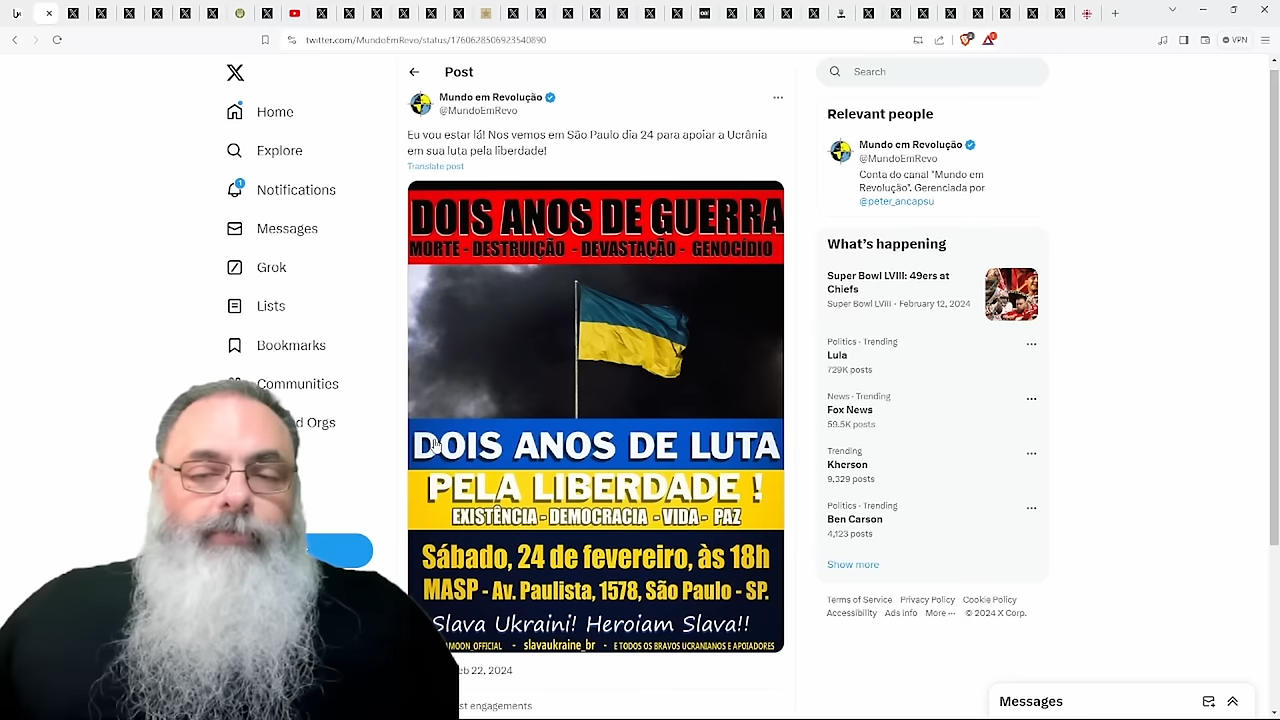 twitter.com/MundoEmRevo/status/1760628506923540890
VPN
Home
Explore
Notifications
Messages
Grok
Lists
Bookmarks
Communities
d Orgs
Post
Mundo em Revolução
@MundoEmRevo
Eu vou estar lá! Nos vemos em São Paulo dia 24 para apoiar a Ucrânia
em sua luta pela liberdade!
Translate post
DOIS ANOS DE GUERRA
MORTE - DESTRUIÇÃO - DEVASTAÇÃO - GENOCÍDIO
DOIS ANOS DE LUTA
PELA LIBERDADE !
EXISTÊNCIA - DEMOCRACIA - VIDA - PAZ
Sábado, 24 de fevereiro, às 18h
MASP - Av. Paulista, 1578, São Paulo - SP.
Slava Ukraini! Heroiam Slava!!
MOON_OFFICIAL - slavaukraine_br - E TODOS OS BRAVOS UCRANIANOS E APOIADORES
eb 22, 2024
st engagements
Search
Relevant people
Mundo em Revolução
@MundoEmRevo
Conta do canal "Mundo em
Revolução". Gerenciada por
@peter_ancapsu
What's happening
Super Bowl LVIII: 49ers at
Chiefs
Super Bowl LVIII · February 12, 2024
Politics · Trending
Lula
729K posts
News · Trending
Fox News
59.5K posts
Trending
Kherson
9,329 posts
Politics · Trending
Ben Carson
4,123 posts
Show more
Terms of Service Privacy Policy Cookie Policy
Accessibility Ads info More ··· © 2024 X Corp.
Messages